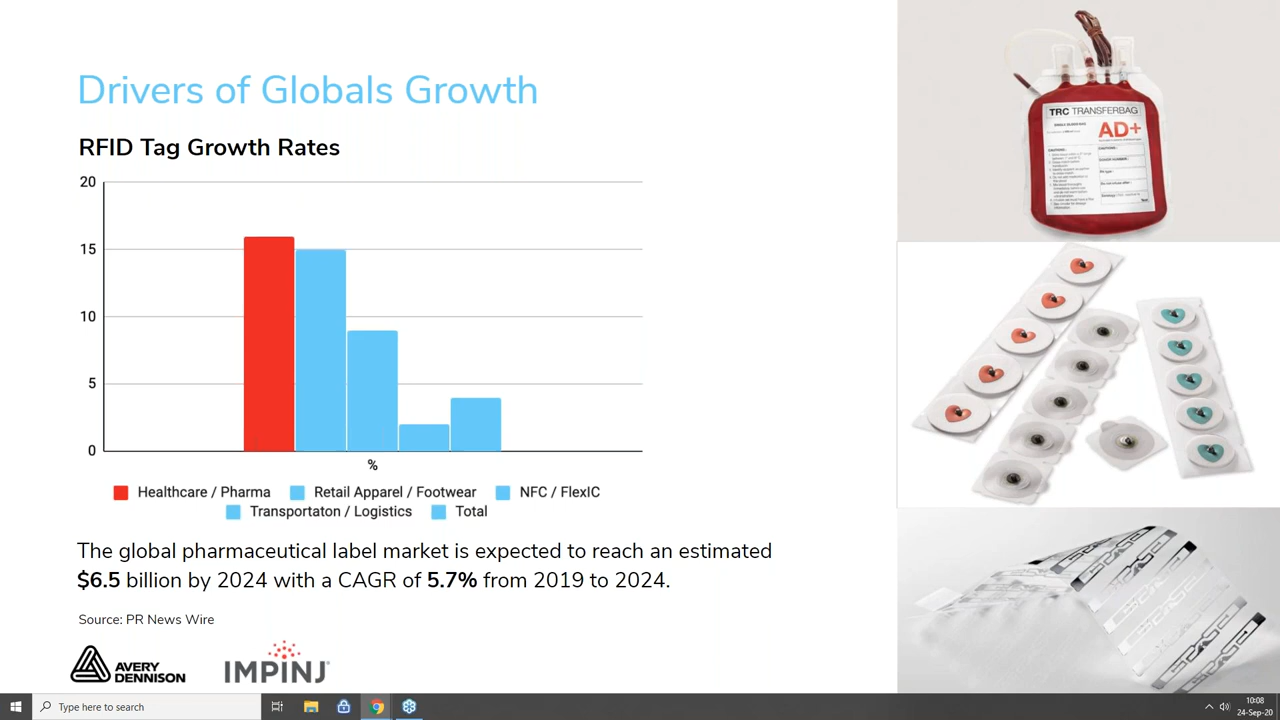 Drivers of Globals Growth
RFID Tag Growth Rates
20
15
10
5
0
%
Healthcare / Pharma
Retail Apparel / Footwear
NFC / FlexIC
Transportaton / Logistics
Total
The global pharmaceutical label market is expected to reach an estimated
$6.5 billion by 2024 with a CAGR of 5.7% from 2019 to 2024.
Source: PR News Wire
AVERY
DENNISON
IMPINJ
TRC TRANSFERBAG
AD+
Type here to search
10:08
24-Sep-20